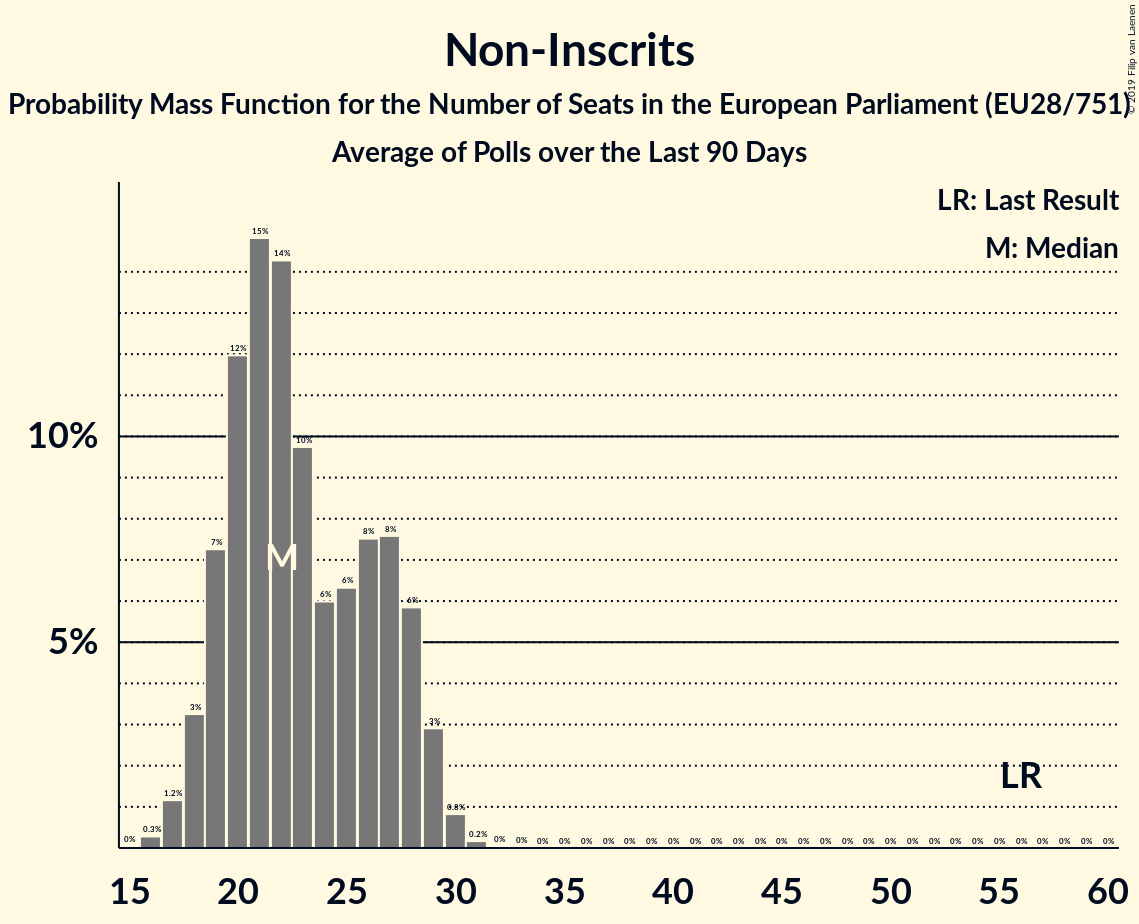 Non-Inscrits
Probability Mass Function for the Number of Seats in the European Parliament (EU28/751)
Average of Polls over the Last 90 Days
© 2019 Filip van Laenen
LR: Last Result
M: Median
10%
5%
0% 0.3% 1.2% 3% 7% 12% 15% 14% 10% 6% 6% 8% 8% 6% 3% 0.8% 0.2% 0% 0% 0% 0% 0% 0% 0% 0% 0% 0% 0% 0% 0% 0% 0% 0% 0% 0% 0% 0% 0% 0% 0% 0% 0% 0% 0% 0% 0%
M
LR
15 20 25 30 35 40 45 50 55 60